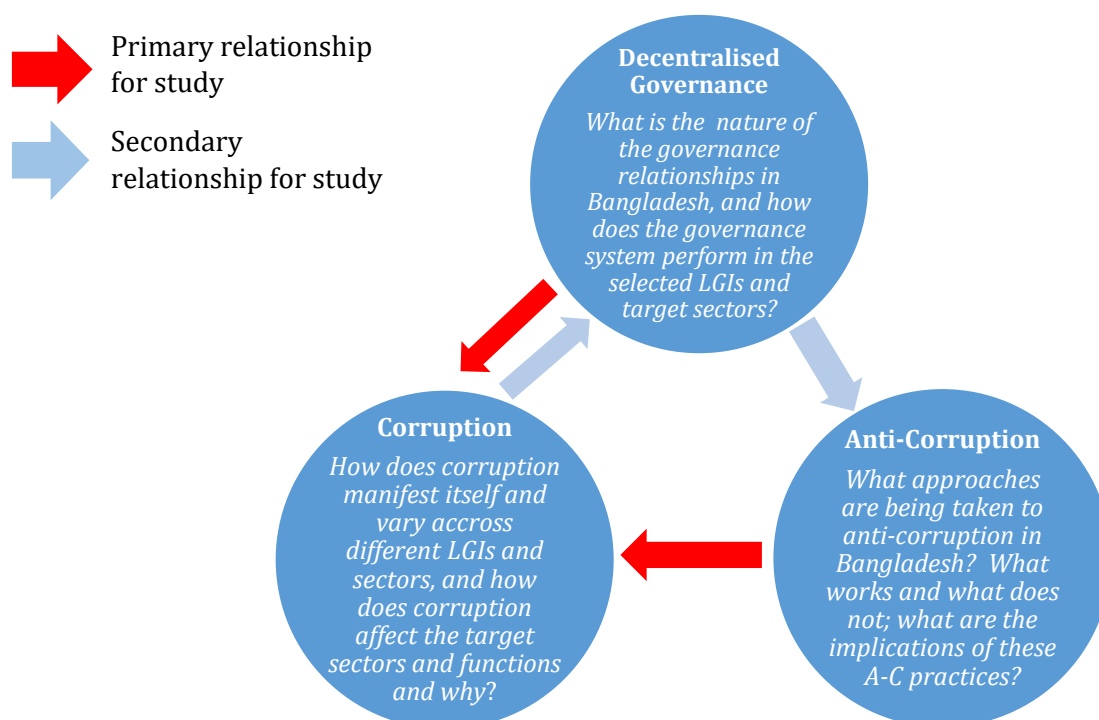 Primary relationship
for study
Secondary
relationship for study
Decentralised
Governance
What is the nature of
the governance
relationships in
Bangladesh, and how
does the governance
system perform in the
selected LGIs and
target sectors?
Corruption
How does corruption
manifest itself and
vary accross
different LGIs and
sectors, and how
does corruption
affect the target
sectors and functions
and why?
Anti-Corruption
What approaches
are being taken to
anti-corruption in
Bangladesh? What
works and what does
not; what are the
implications of these
A-C practices?